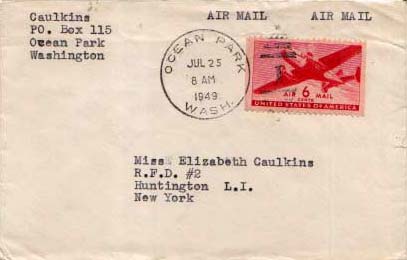 Caulkins
PO. Box 115
Ocean Park
Washington
AIR MAIL AIR MAIL
OCEAN PARK
JUL 25
8 AM
1949
WASH.
AIR 6 MAIL
CENTS
UNITED STATES OF AMERICA
Miss Elizabeth Caulkins
R.F.D. #2
Huntington L.I.
New York